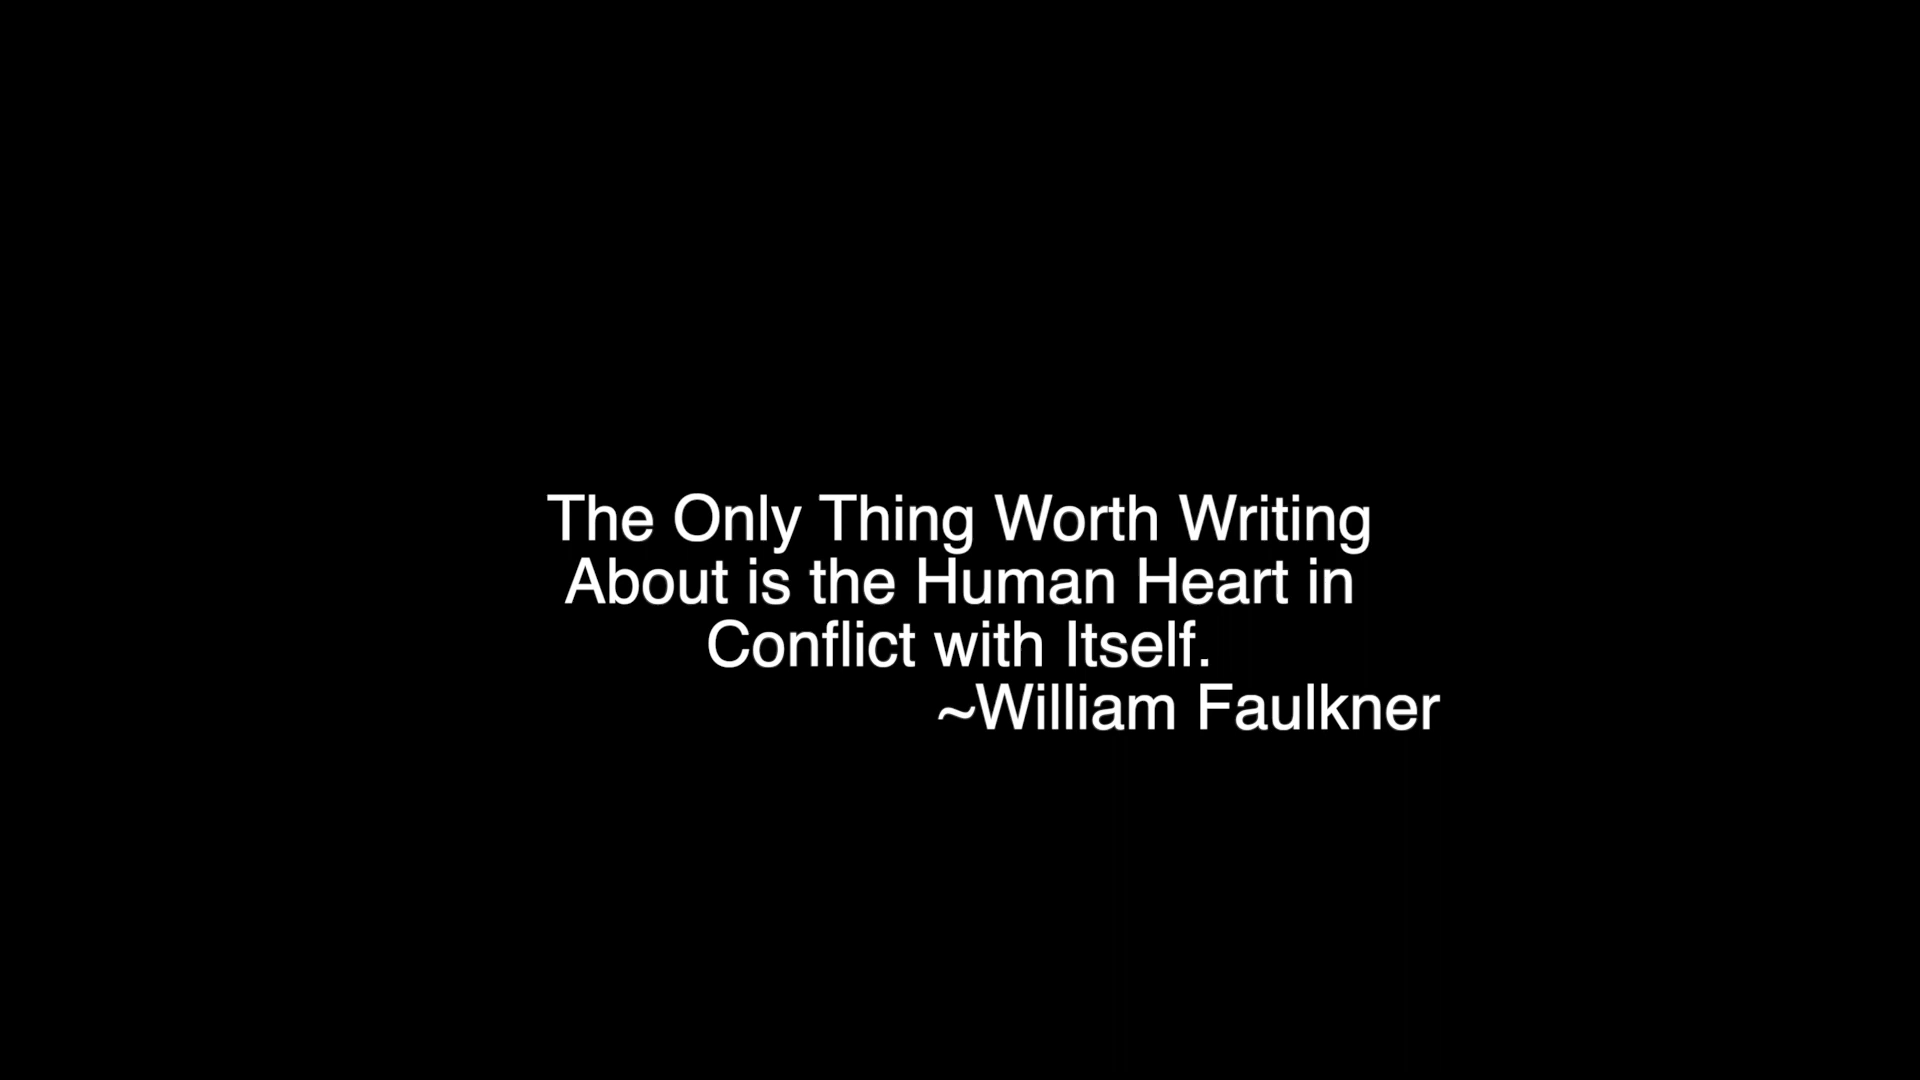 The Only Thing Worth Writing
About is the Human Heart in
Conflict with Itself.
~William Faulkner